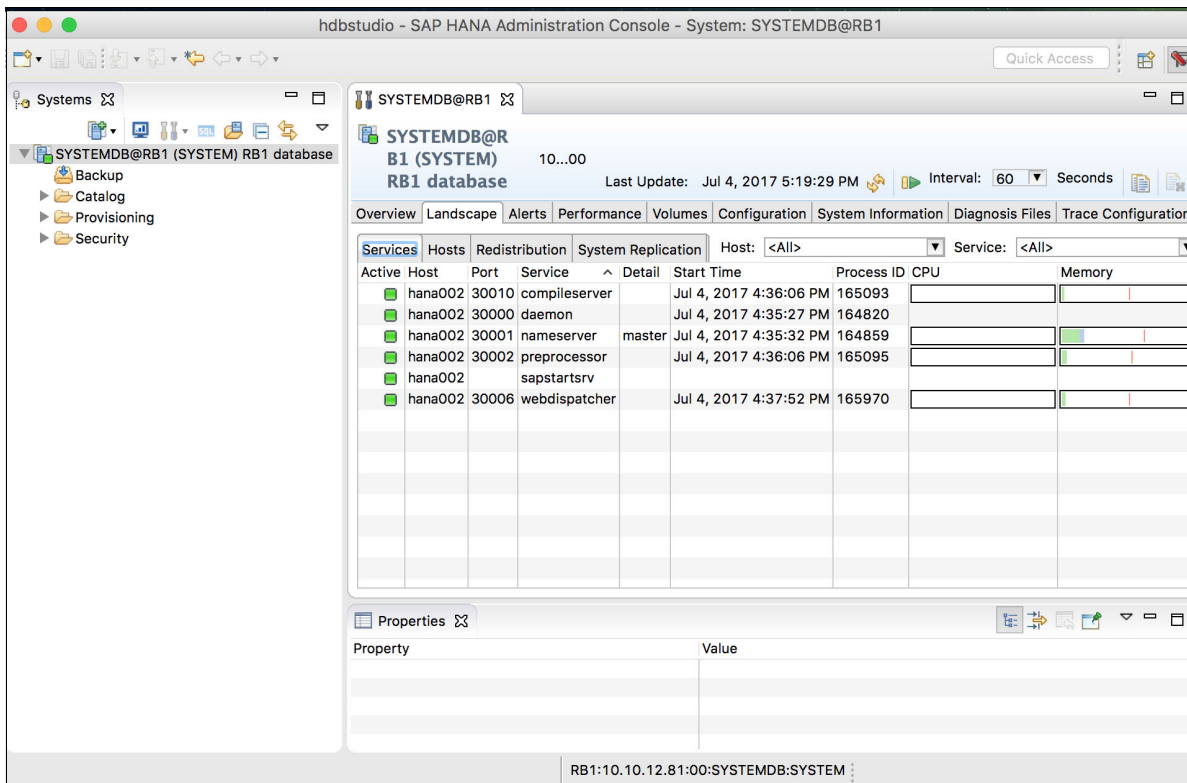 hdbstudio - SAP HANA Administration Console - System: SYSTEMDB@RB1
Quick Access
Systems
SYSTEMDB@RB1 (SYSTEM) RB1 database
Backup
Catalog
Provisioning
Security
SYSTEMDB@RB1
SYSTEMDB@R
B1 (SYSTEM) 10...00
RB1 database Last Update: Jul 4, 2017 5:19:29 PM Interval: 60 Seconds
Overview Landscape Alerts Performance Volumes Configuration System Information Diagnosis Files Trace Configuration
Services Hosts Redistribution System Replication Host: <All> Service: <All>
Active Host Port Service Detail Start Time Process ID CPU Memory
hana002 30010 compileserver Jul 4, 2017 4:36:06 PM 165093
hana002 30000 daemon Jul 4, 2017 4:35:27 PM 164820
hana002 30001 nameserver master Jul 4, 2017 4:35:32 PM 164859
hana002 30002 preprocessor Jul 4, 2017 4:36:06 PM 165095
hana002 sapstartsrv
hana002 30006 webdispatcher Jul 4, 2017 4:37:52 PM 165970
Properties
Property Value
RB1:10.10.12.81:00:SYSTEMDB:SYSTEM